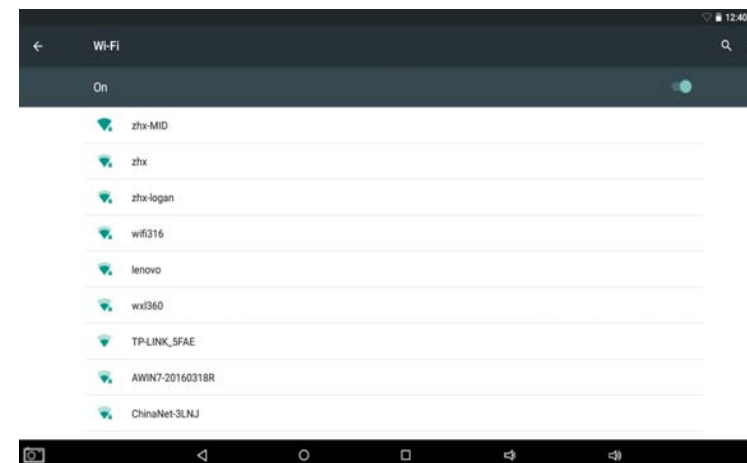 12:40
Wi-Fi
On
zhx-MID
zhx
zhx-logan
wifi316
lenovo
wxl360
TP-LINK_5FAE
AWIN7-20160318R
ChinaNet-3LNJ